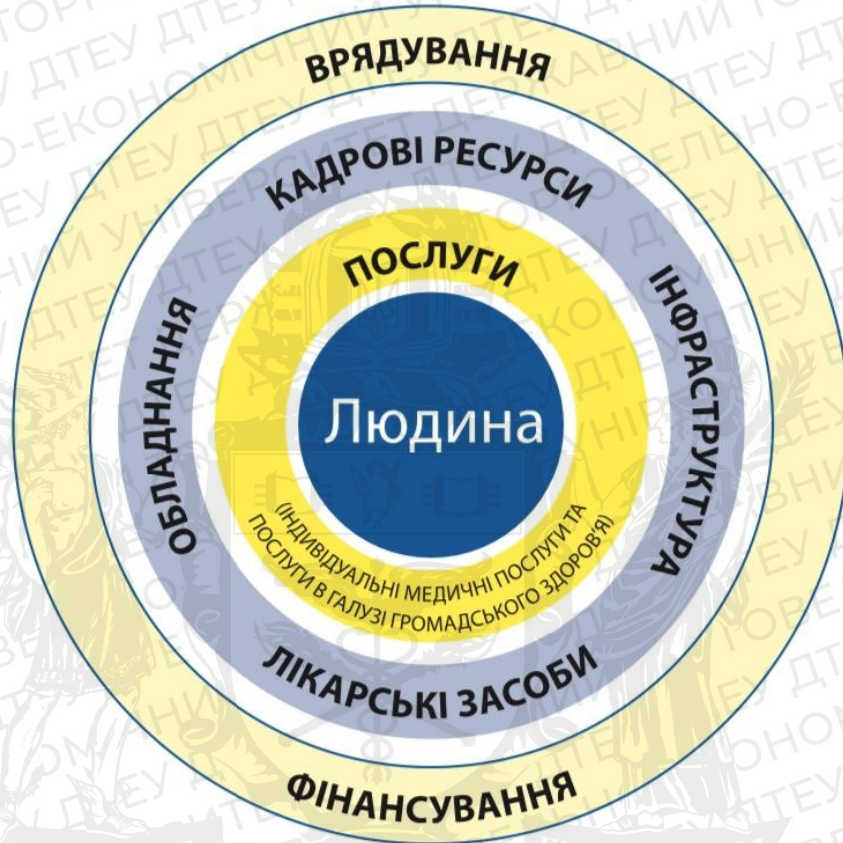 ВРЯДУВАННЯ
КАДРОВІ РЕСУРСИ
ПОСЛУГИ
ОБЛАДНАННЯ
ІНФРАСТРУКТУРА
Людина
(ІНДИВІДУАЛЬНІ МЕДИЧНІ ПОСЛУГИ ТА
ПОСЛУГИ В ГАЛУЗІ ГРОМАДСЬКОГО ЗДОРОВ'Я)
ЛІКАРСЬКІ ЗАСОБИ
ФІНАНСУВАННЯ